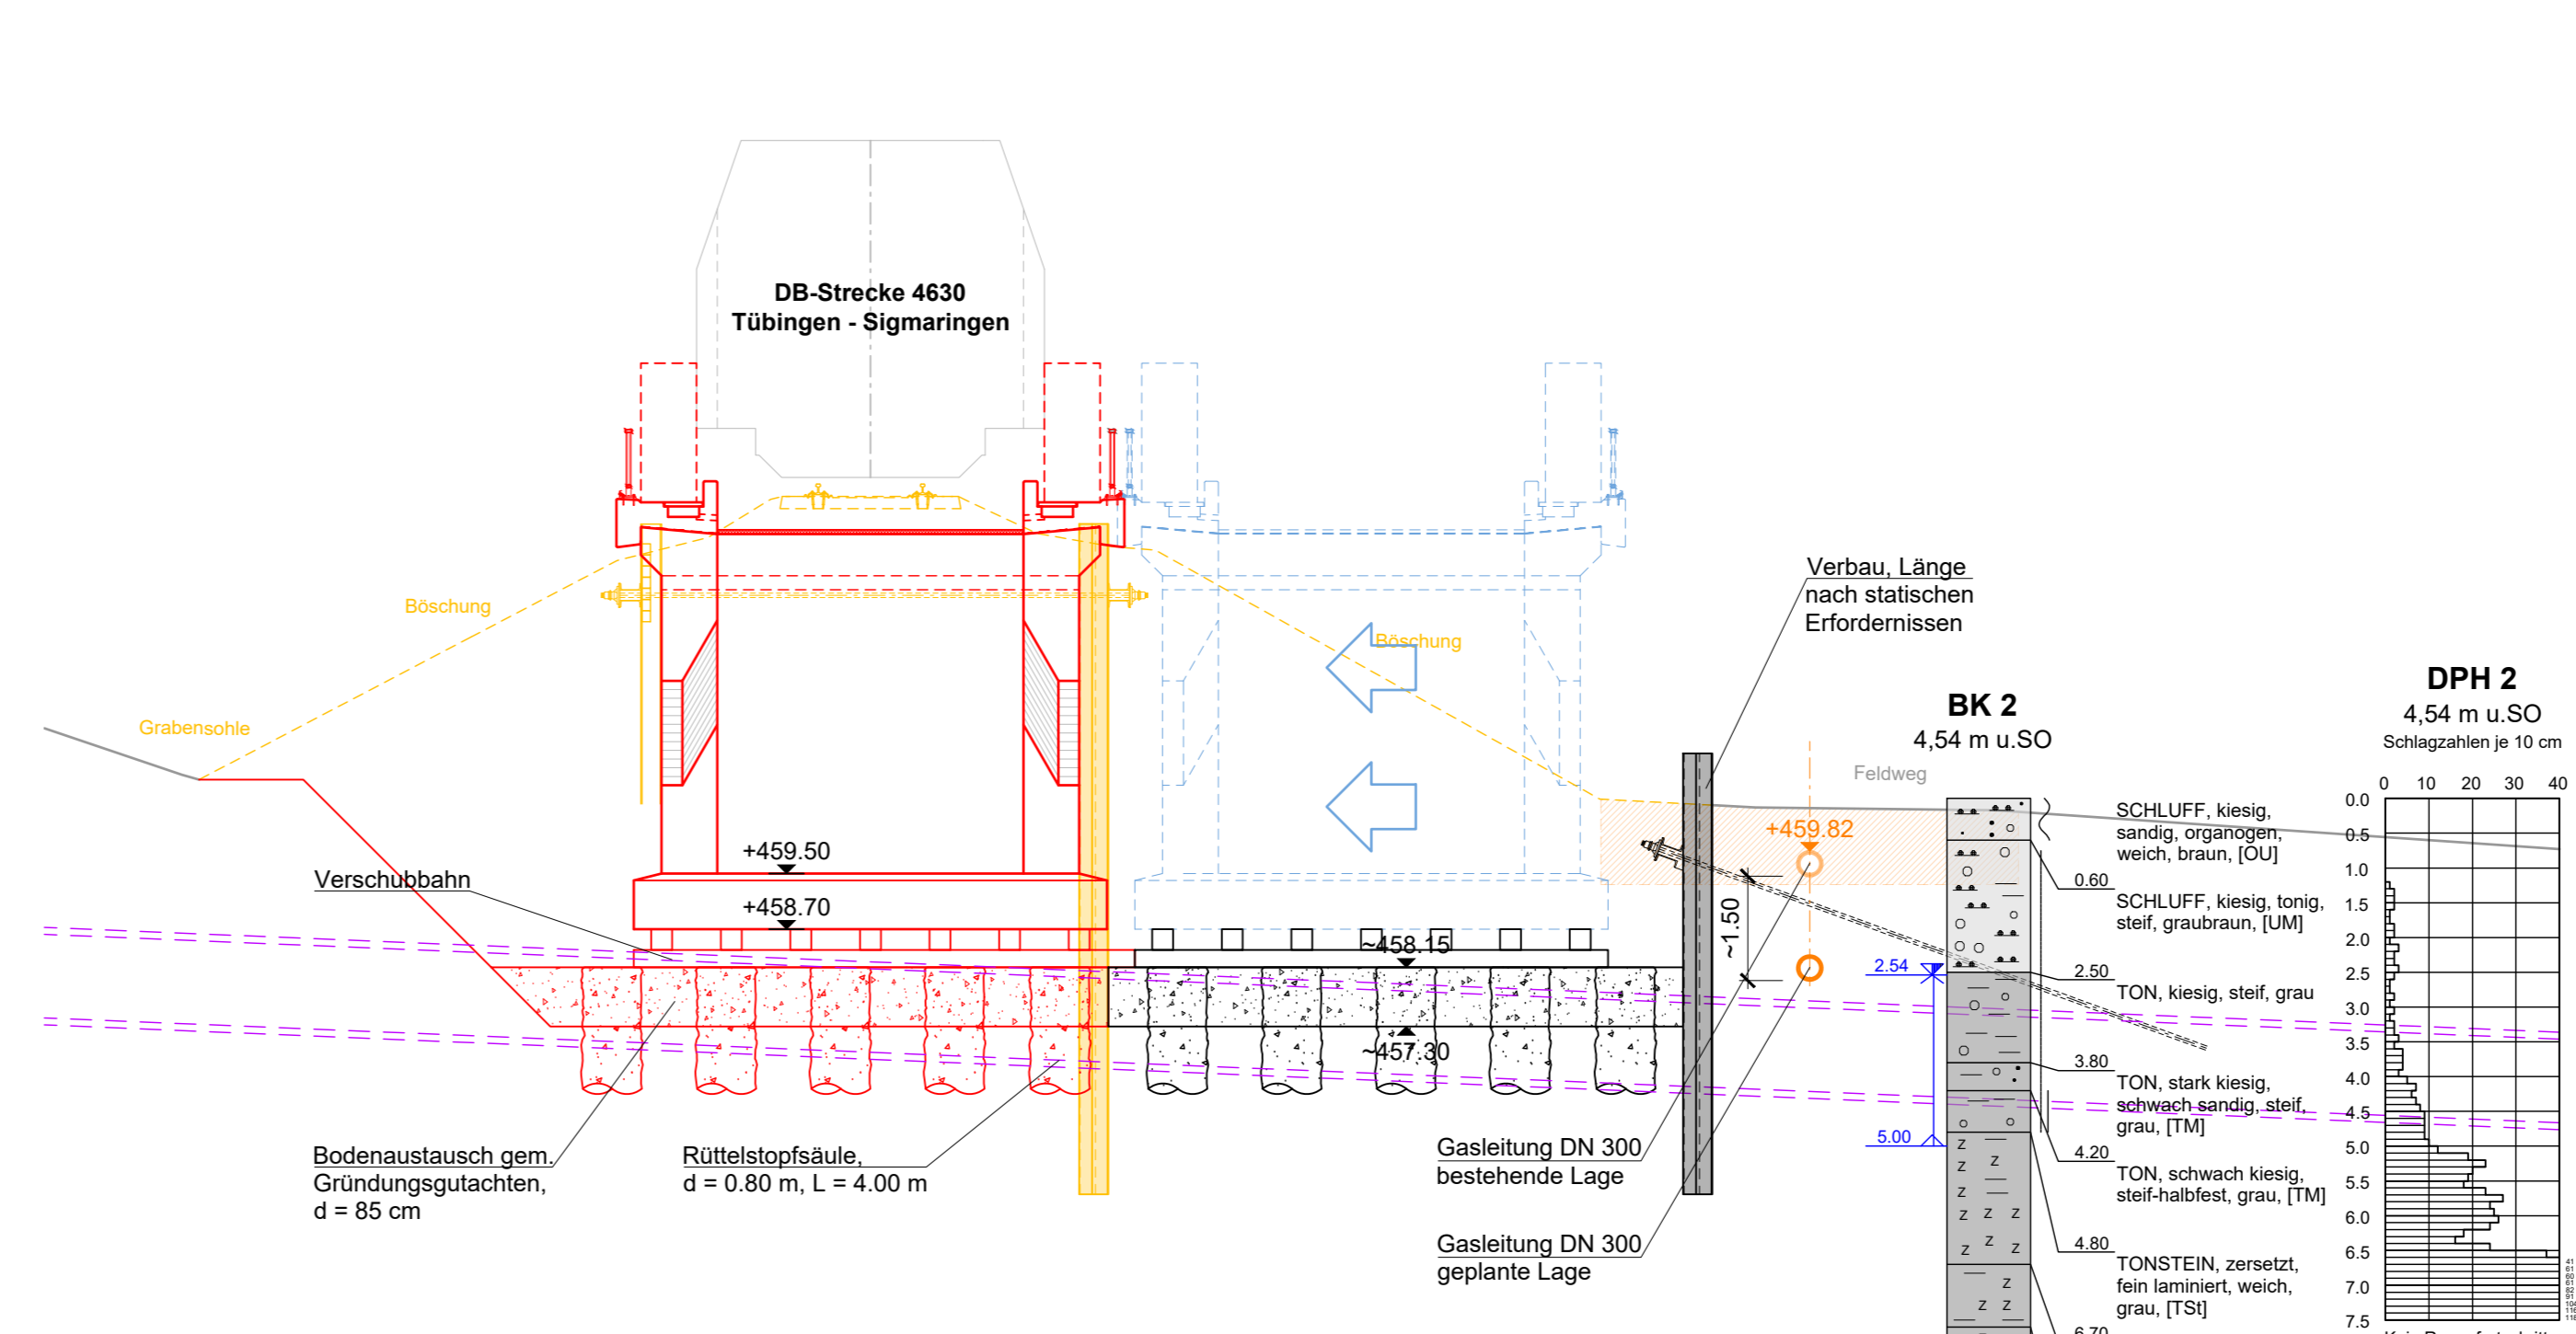 DB-Strecke 4630
Tübingen - Sigmaringen
Böschung
Grabensohle
Böschung
Verschubbahn
+459.50
+458.70
~458.15
~457.30
Bodenaustausch gem.
Gründungsgutachten,
d = 85 cm
Rüttelstopfsäule,
d = 0.80 m, L = 4.00 m
Verbau, Länge
nach statischen
Erfordernissen
+459.82
~1.50
Gasleitung DN 300
bestehende Lage
Gasleitung DN 300
geplante Lage
Feldweg
BK 2
4,54 m u.SO
2.54
5.00
SCHLUFF, kiesig,
sandig, organogen,
weich, braun, [OU]
0.60
SCHLUFF, kiesig, tonig,
steif, graubraun, [UM]
2.50
TON, kiesig, steif, grau
3.80
TON, stark kiesig,
schwach sandig, steif,
grau, [TM]
4.20
TON, schwach kiesig,
steif-halbfest, grau, [TM]
4.80
TONSTEIN, zersetzt,
fein laminiert, weich,
grau, [TSt]
6.70
DPH 2
4,54 m u.SO
Schlagzahlen je 10 cm
0 10 20 30 40
0.0
0.5
1.0
1.5
2.0
2.5
3.0
3.5
4.0
4.5
5.0
5.5
6.0
6.5
7.0
7.5